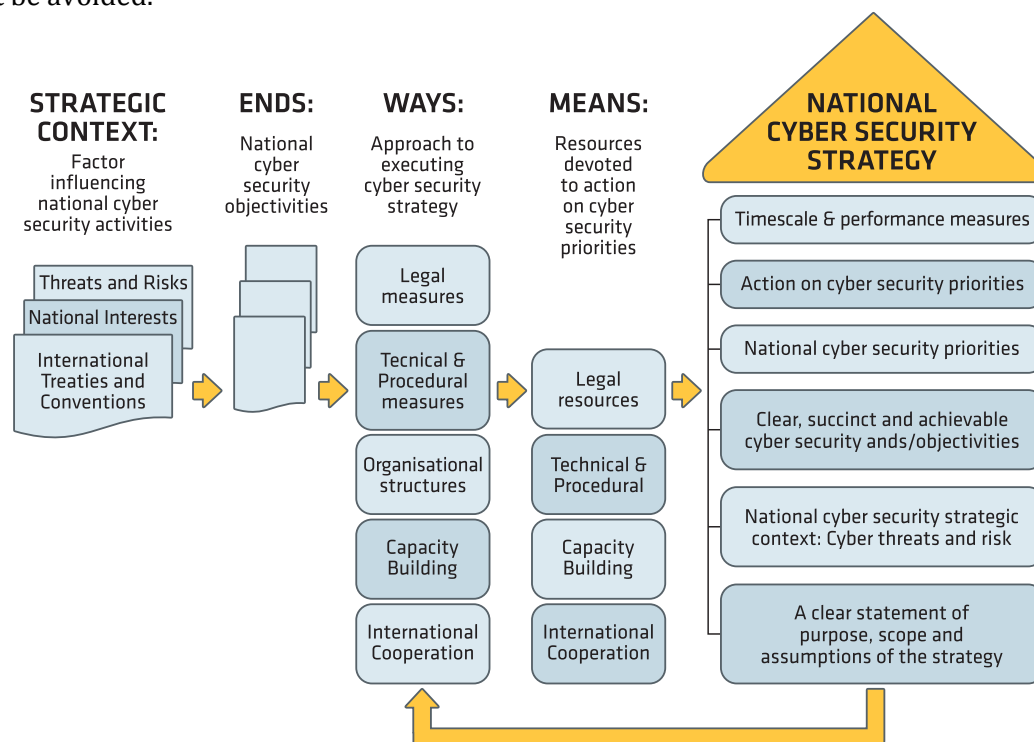 be avoided.
STRATEGIC
CONTEXT:
Factor
influencing
national cyber
security activities
Threats and Risks
National Interests
International
Treaties and
Conventions
ENDS:
National
cyber
security
objectivities
WAYS:
Approach to
executing
cyber security
strategy
Legal
measures
Tecnical &
Procedural
measures
Organisational
structures
Capacity
Building
International
Cooperation
MEANS:
Resources
devoted
to action
on cyber
security
priorities
Legal
resources
Technical &
Procedural
Capacity
Building
International
Cooperation
NATIONAL
CYBER SECURITY
STRATEGY
Timescale & performance measures
Action on cyber security priorities
National cyber security priorities
Clear, succinct and achievable
cyber security ands/objectivities
National cyber security strategic
context: Cyber threats and risk
A clear statement of
purpose, scope and
assumptions of the strategy